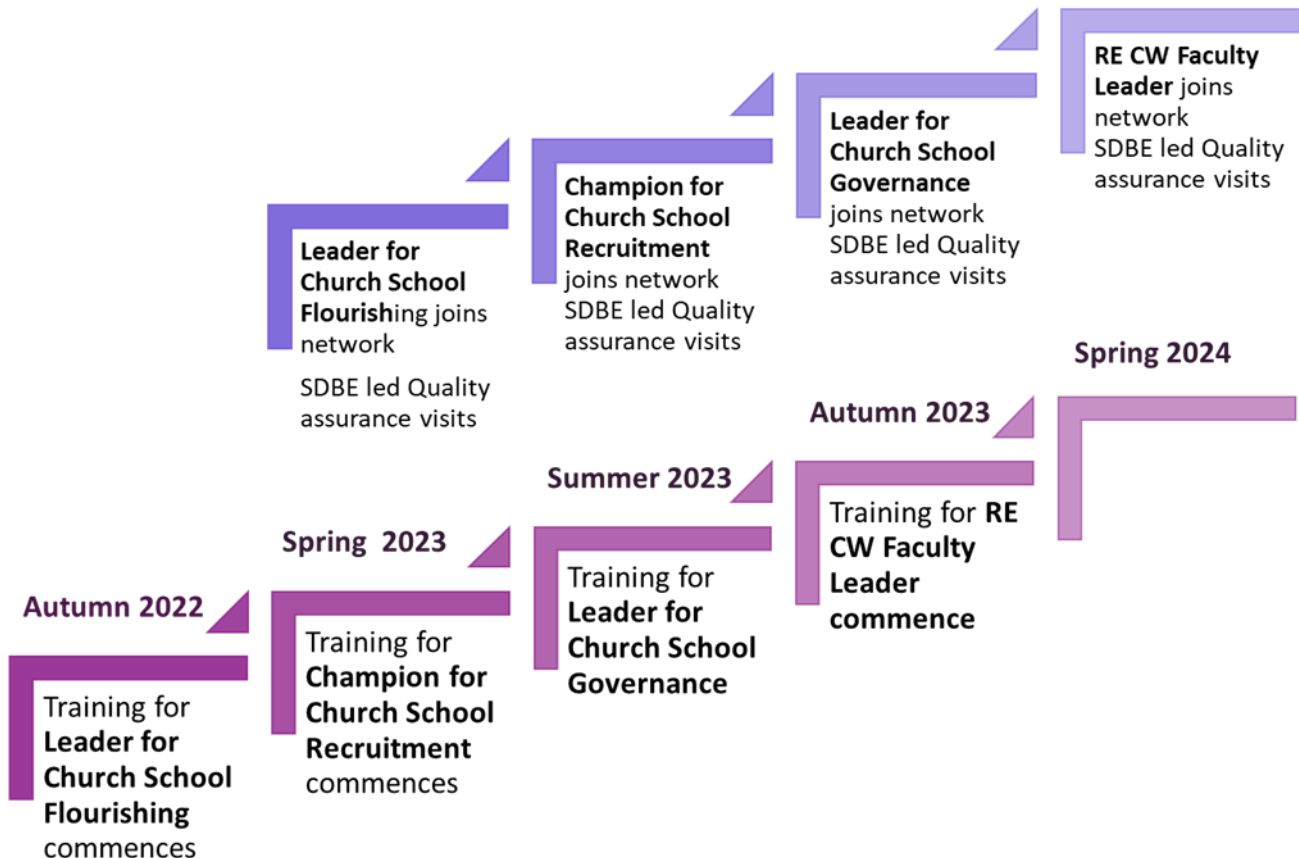 Leader for
Church School
Flourishing joins
network
SDBE led Quality
assurance visits
Champion for
Church School
Recruitment
joins network
SDBE led Quality
assurance visits
Leader for
Church School
Governance
joins network
SDBE led Quality
assurance visits
RE CW Faculty
Leader joins
network
SDBE led Quality
assurance visits
Autumn 2022
Training for
Leader for
Church School
Flourishing
commences
Spring 2023
Training for
Champion for
Church School
Recruitment
commences
Summer 2023
Training for
Leader for
Church School
Governance
Autumn 2023
Training for RE
CW Faculty
Leader
commence
Spring 2024